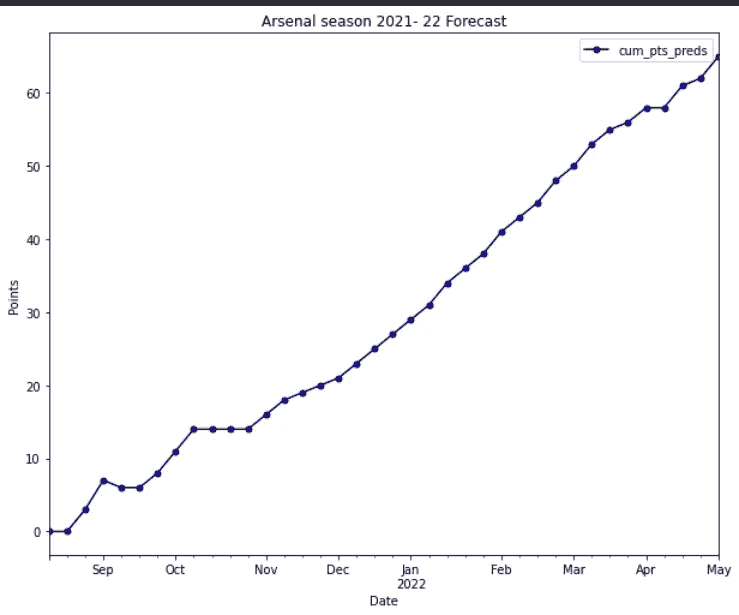 Arsenal season 2021- 22 Forecast
cum_pts_preds
60
50
40
30
20
10
0
Points
Sep Oct Nov Dec Jan Feb Mar Apr May
2022
Date